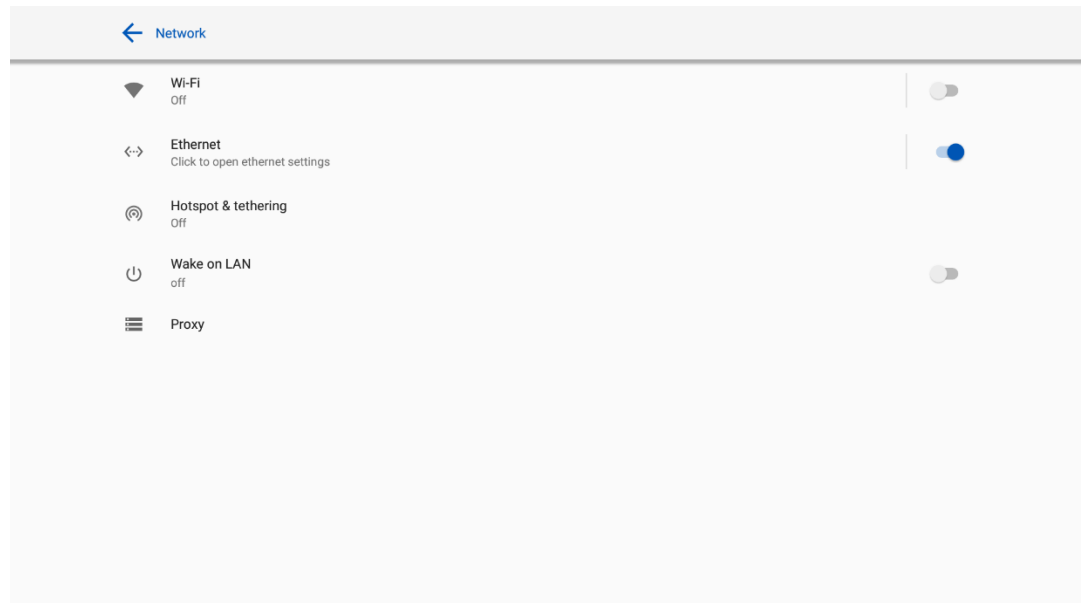 Network
Wi-Fi
Off
Ethernet
Click to open ethernet settings
Hotspot & tethering
Off
Wake on LAN
off
Proxy